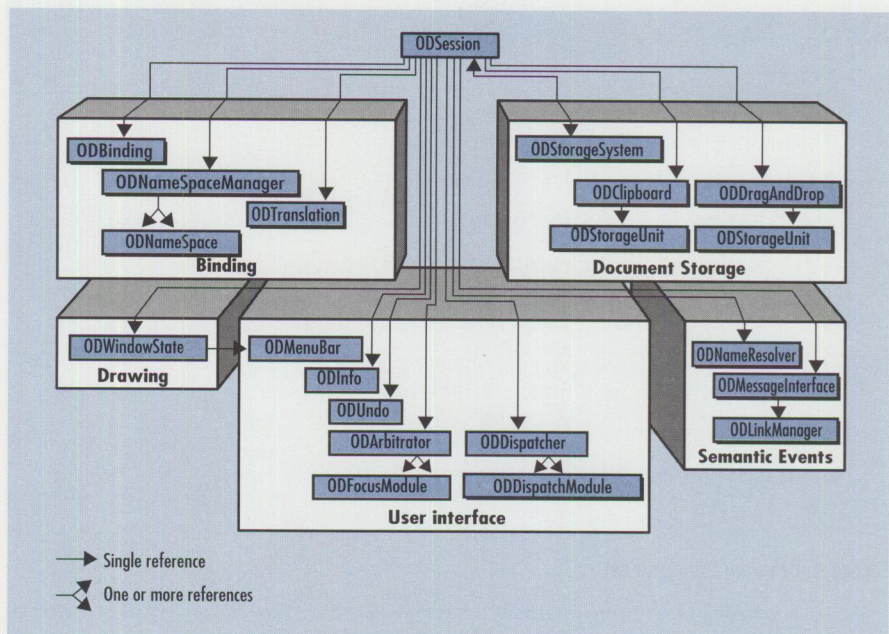 ODSession
ODBinding
ODNameSpaceManager
ODTranslation
ODNameSpace
Binding
ODStorageSystem
ODClipboard
ODDragAndDrop
ODStorageUnit
ODStorageUnit
Document Storage
ODWindowState
Drawing
ODMenuBar
ODInfo
ODUndo
ODArbitrator
ODDispatcher
ODFocusModule
ODDispatchModule
User interface
ODNameResolver
ODMessageInterface
ODLinkManager
Semantic Events
Single reference
One or more references